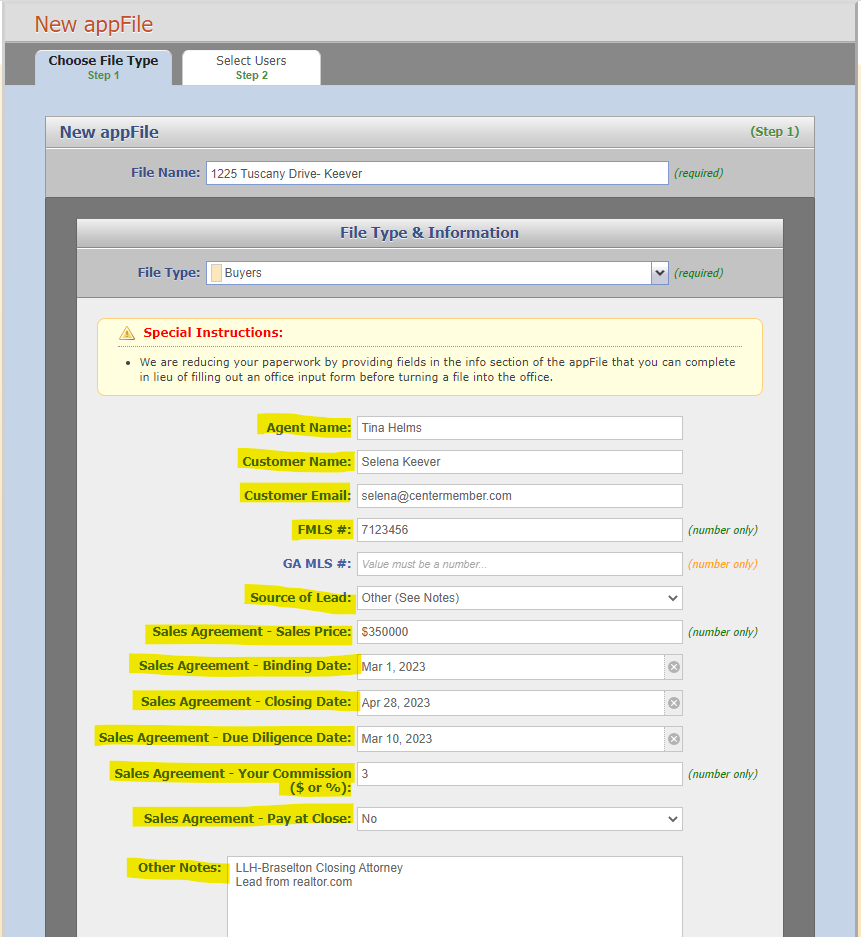 New appFile
Choose File Type
Step 1
Select Users
Step 2
New appFile (Step 1)
File Name: 1225 Tuscany Drive- Keever (required)
File Type & Information
File Type: Buyers (required)
Special Instructions:
• We are reducing your paperwork by providing fields in the info section of the appFile that you can complete
in lieu of filling out an office input form before turning a file into the office.
Agent Name: Tina Helms
Customer Name: Selena Keever
Customer Email: selena@centermember.com
FMLS #: 7123456 (number only)
GA MLS #: Value must be a number... (number only)
Source of Lead: Other (See Notes)
Sales Agreement - Sales Price: $350000 (number only)
Sales Agreement - Binding Date: Mar 1, 2023
Sales Agreement - Closing Date: Apr 28, 2023
Sales Agreement - Due Diligence Date: Mar 10, 2023
Sales Agreement - Your Commission 3 (number only)
($ or %):
Sales Agreement - Pay at Close: No
Other Notes: LLH-Braselton Closing Attorney
Lead from realtor.com